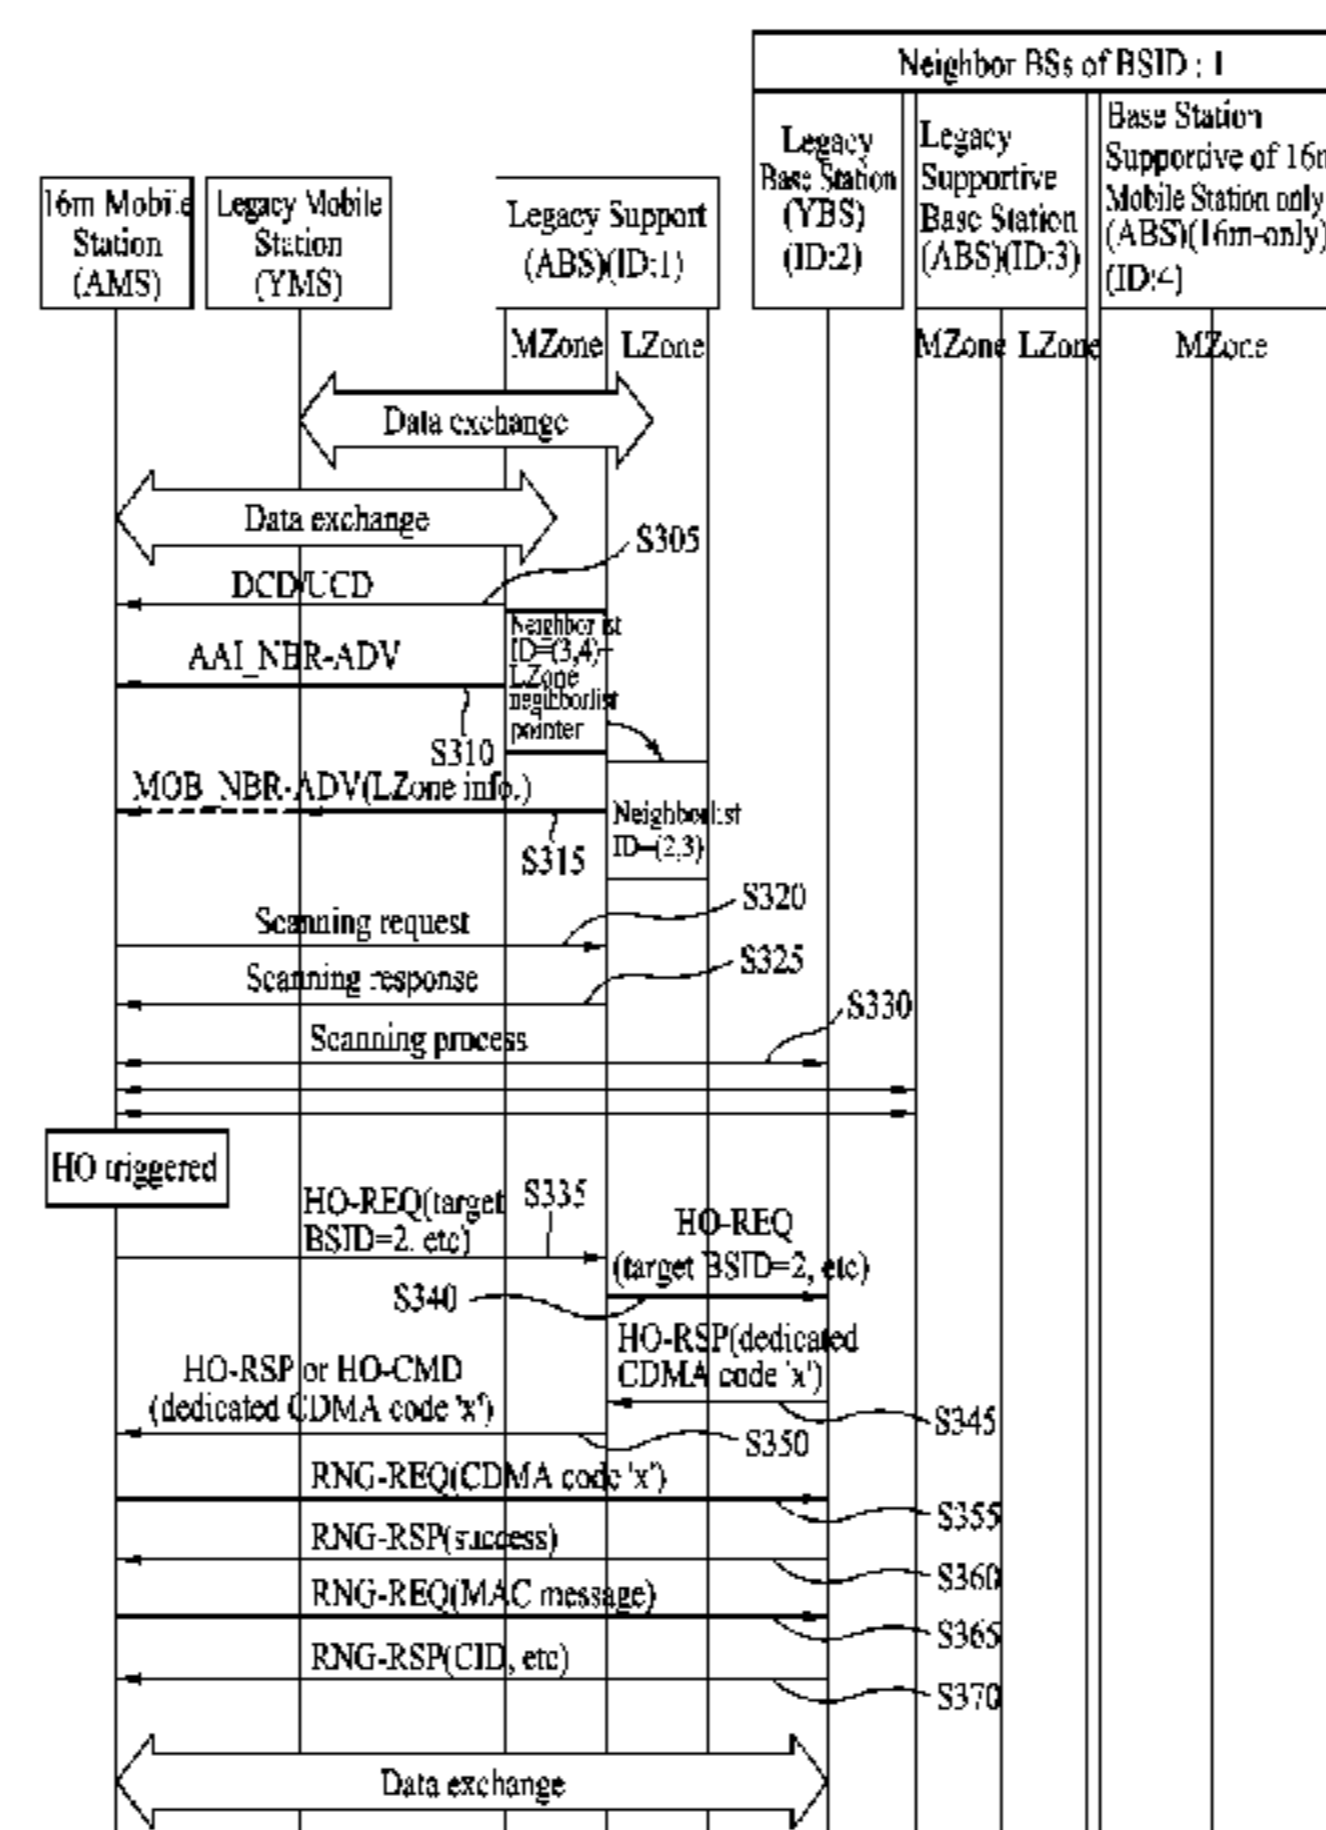 Neighbor BSs of BSID : 1
Legacy
Base Station
(YBS)
(ID:2)
Legacy
Supportive
Base Station
(ABS)(ID:3)
Base Station
Supportive of 16m
Mobile Station only
(ABS)(16m-only)
(ID:4)
16m Mobile
Station
(AMS)
Legacy Mobile
Station
(YMS)
Legacy Support
(ABS)(ID:1)
MZone
LZone
MZone
LZone
MZone
Data exchange
Data exchange
S305
DCD/UCD
AAI_NBR-ADV
S310
Neighbor ist
ID=(3,4)+
LZone
negihborlist
pointer
MOB_NBR-ADV(LZone info.)
S315
Neighborlist
ID=(2,3)
Scanning request
S320
Scanning response
S325
Scanning process
S330
HO triggered
HO-REQ(target
BSID=2. etc)
S335
HO-REQ
(target BSID=2, etc)
S340
HO-RSP(dedicated
CDMA code 'x')
S345
HO-RSP or HO-CMD
(dedicated CDMA code 'x')
S350
RNG-REQ(CDMA code 'x')
S355
RNG-RSP(success)
S360
RNG-REQ(MAC message)
S365
RNG-RSP(CID, etc)
S370
Data exchange